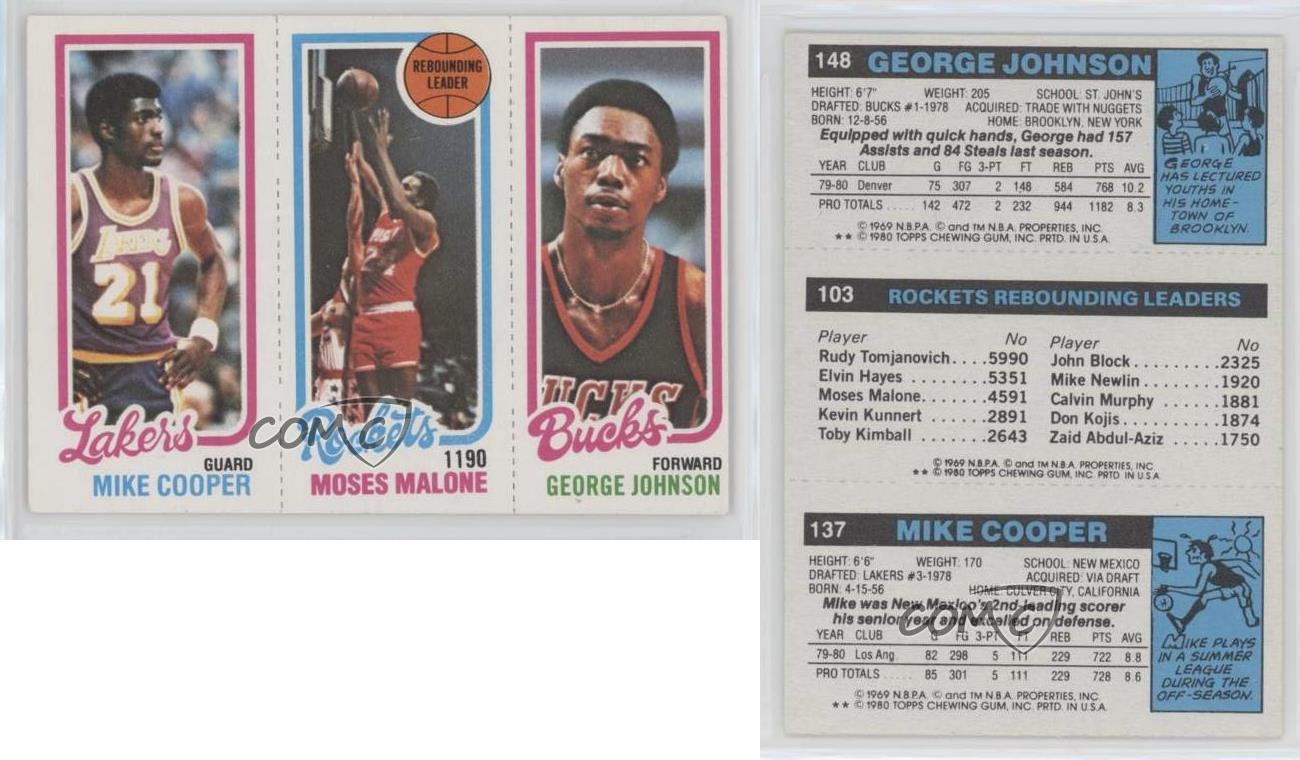 REBOUNDING
LEADER
LAKERS
21
BUCKS
Lakers
GUARD
MIKE COOPER
Rockets
1190
MOSES MALONE
Bucks
FORWARD
GEORGE JOHNSON
COMC
148 GEORGE JOHNSON
HEIGHT: 6'7" WEIGHT: 205 SCHOOL: ST. JOHN'S
DRAFTED: BUCKS #1-1978 ACQUIRED: TRADE WITH NUGGETS
BORN: 12-8-56 HOME: BROOKLYN, NEW YORK
Equipped with quick hands, George had 157
Assists and 84 Steals last season.
YEAR CLUB G FG 3-PT FT REB PTS AVG
79-80 Denver 75 307 2 148 584 768 10.2
PRO TOTALS ..... 142 472 2 232 944 1182 8.3
© 1969 N.B.P.A. © and TM N.B.A. PROPERTIES, INC.
★★ © 1980 TOPPS CHEWING GUM, INC. PRTD. IN U.S.A.
GEORGE
HAS LECTURED
YOUTHS IN
HIS HOME-
TOWN OF
BROOKLYN.
103 ROCKETS REBOUNDING LEADERS
Player No Player No
Rudy Tomjanovich....5990 John Block.........2325
Elvin Hayes ........5351 Mike Newlin........1920
Moses Malone.......4591 Calvin Murphy ......1881
Kevin Kunnert ......2891 Don Kojis..........1874
Toby Kimball .......2643 Zaid Abdul-Aziz .....1750
© 1969 N.B.P.A. © and TM N.B.A. PROPERTIES, INC.
★★ © 1980 TOPPS CHEWING GUM, INC. PRTD. IN U.S.A.
137 MIKE COOPER
HEIGHT: 6'6" WEIGHT: 170 SCHOOL: NEW MEXICO
DRAFTED: LAKERS #3-1978 ACQUIRED: VIA DRAFT
BORN: 4-15-56 HOME: CULVER CITY, CALIFORNIA
Mike was New Mexico's 2nd leading scorer
his senior year and excelled on defense.
YEAR CLUB G FG 3-PT FT REB PTS AVG
79-80 Los Ang. 82 298 5 111 229 722 8.8
PRO TOTALS ..... 85 301 5 111 229 728 8.6
© 1969 N.B.P.A. © and TM N.B.A. PROPERTIES, INC.
★★ © 1980 TOPPS CHEWING GUM, INC. PRTD. IN U.S.A.
MIKE PLAYS
IN A SUMMER
LEAGUE
DURING THE
OFF-SEASON.
COMC